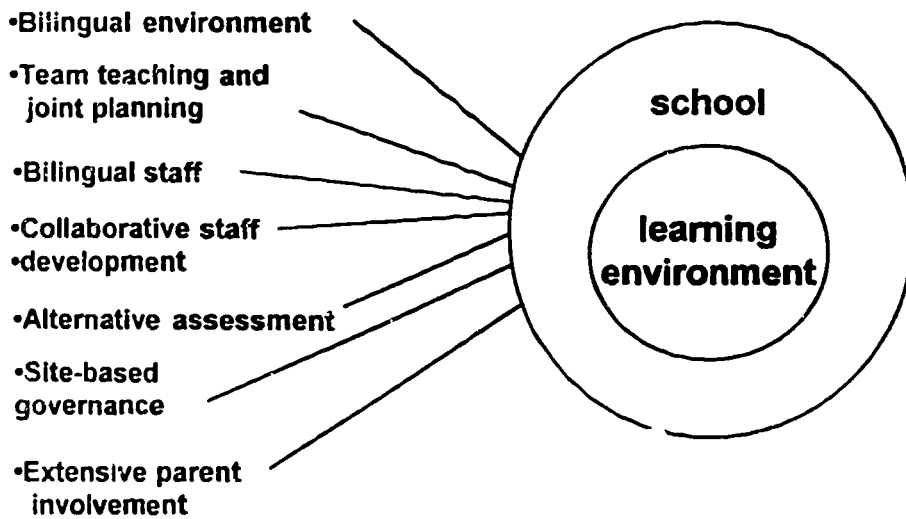 •Bilingual environment
•Team teaching and
joint planning
•Bilingual staff
•Collaborative staff
•development
•Alternative assessment
•Site-based
governance
•Extensive parent
involvement
school
learning
environment